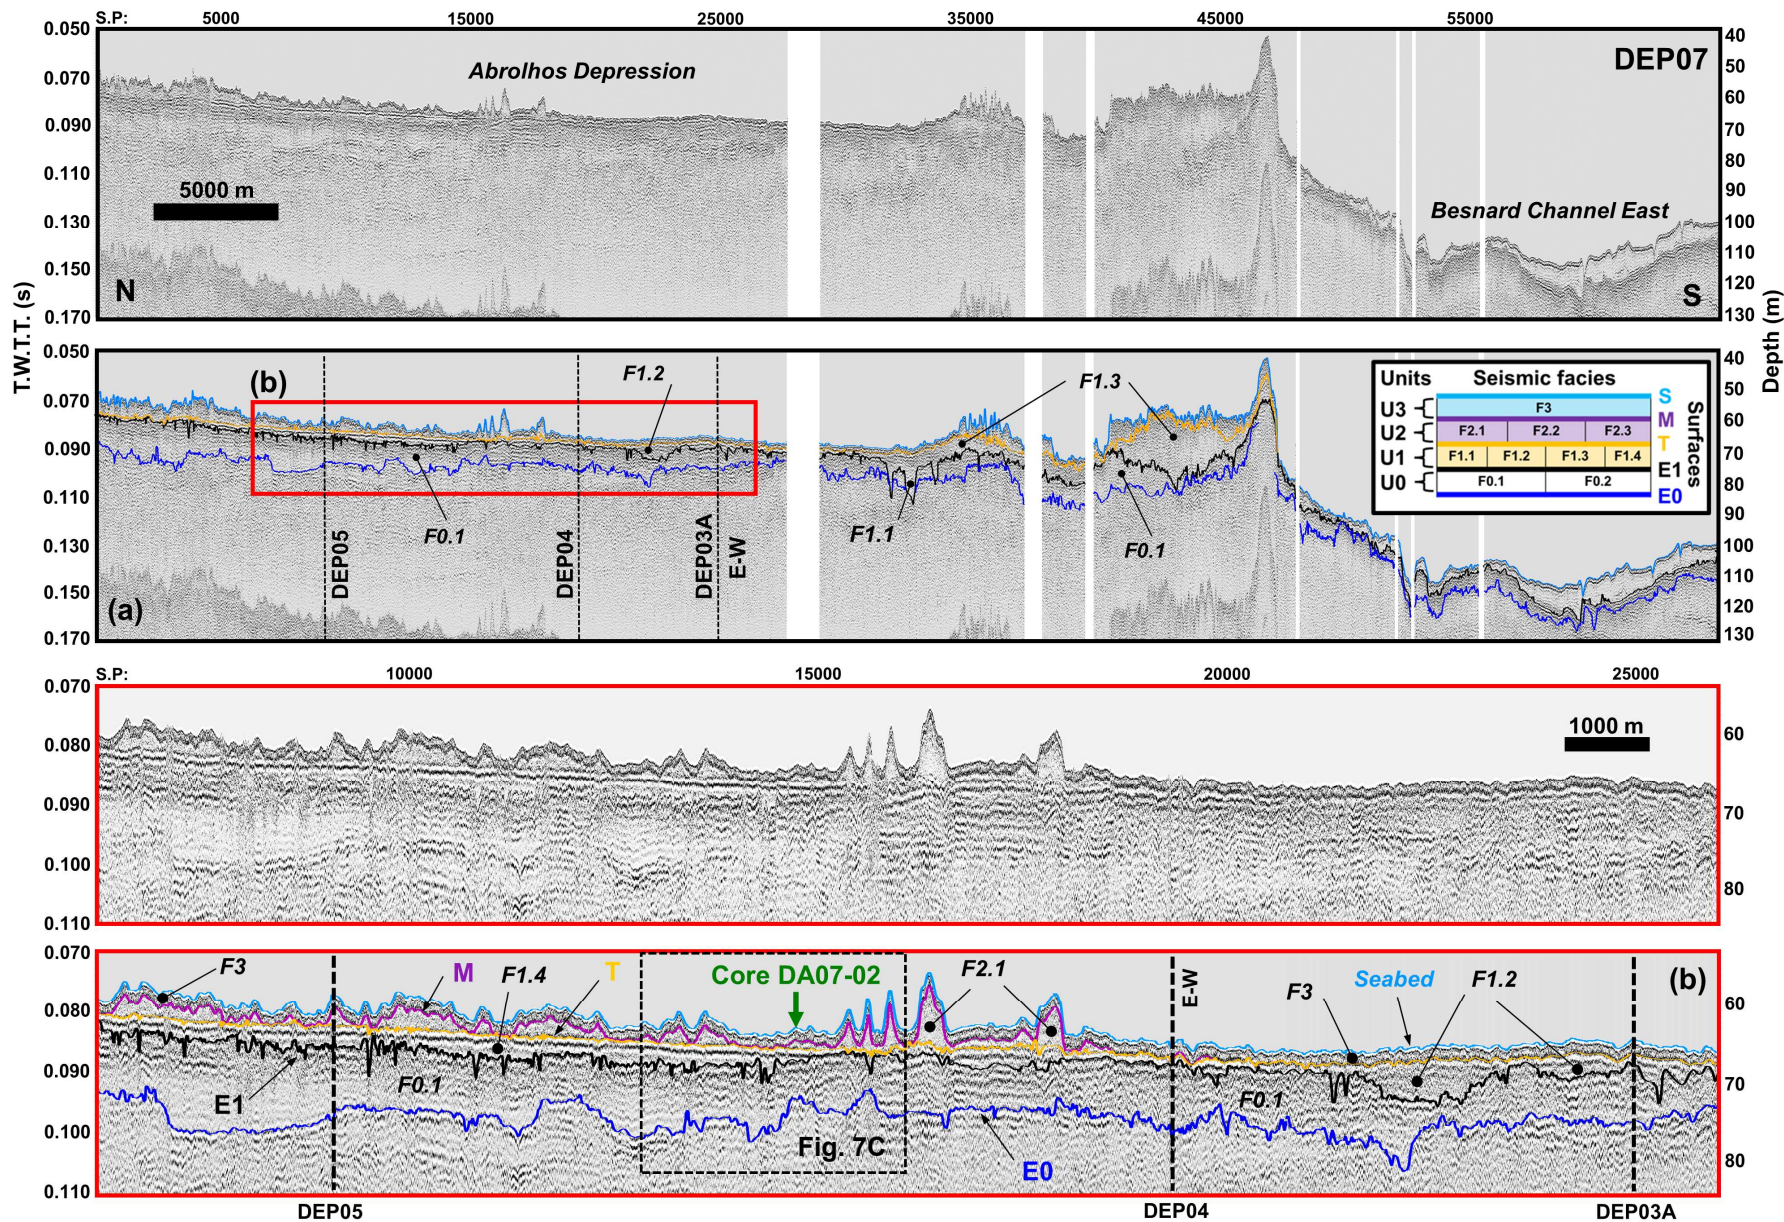 S.P: 5000 15000 25000 35000 45000 55000
0.050 40
DEP07
Abrolhos Depression
50
0.070
60
0.090 70
80
0.110
5000 m
90
Besnard Channel East
0.130 100
110
0.150
120
N S
0.170 130
T.W.T.T. (s)
Depth (m)
0.050 40
(b) F1.2 F1.3
Units Seismic facies
50
S
U3 F3
0.070
M
60
U2 F2.1 F2.2 F2.3
T
0.090 70
U1 F1.1 F1.2 F1.3 F1.4
E1
U0 F0.1 F0.2
80
E0
Surfaces
0.110
90
F0.1 F1.1 F0.1
0.130 100
DEP05 DEP04 DEP03A E-W
110
0.150
120
(a)
0.170 130
S.P: 10000 15000 20000 25000
0.070
1000 m
60
0.080
0.090
70
0.100
80
0.110
0.070
F3 M F1.4 T Core DA07-02 F2.1 E-W F3 Seabed F1.2 (b)
60
0.080
0.090
70
E1 F0.1 F0.1
0.100
Fig. 7C
E0
80
0.110
DEP05 DEP04 DEP03A